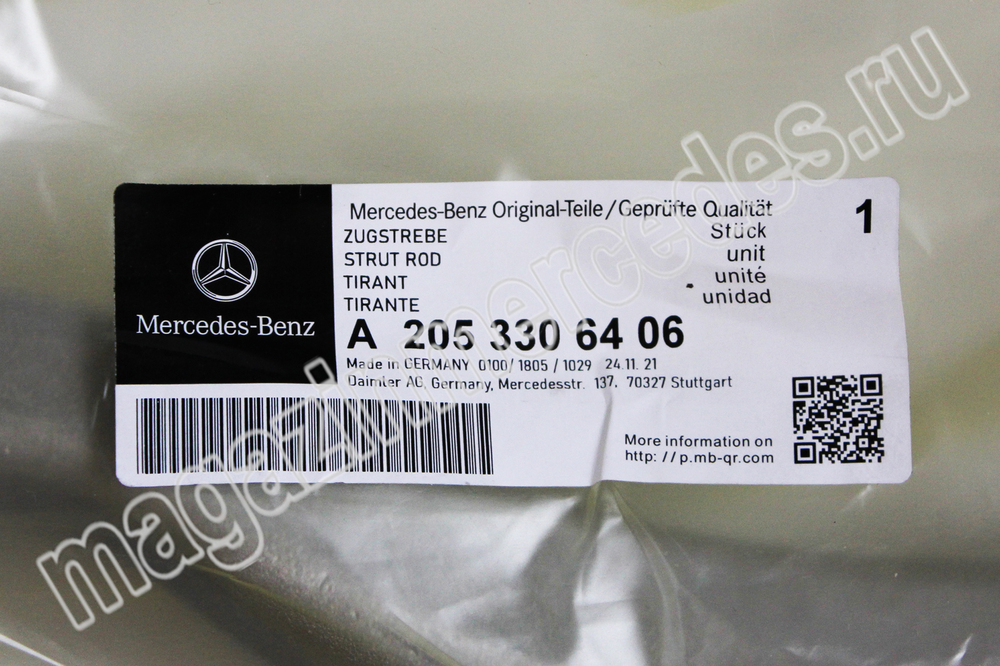 Mercedes-Benz
Mercedes-Benz Original-Teile/Geprüfte Qualität
1
ZUGSTREBE
Stück
STRUT ROD
unit
TIRANT
unité
TIRANTE
unidad
A 205 330 64 06
Made in GERMANY 0100/ 1805 / 1029 24.11.21
Daimter AG, Germany, Mercedesstr. 137, 70327 Stuttgart
More information on
http: //p.mb-qr.com
magazinmercedes.ru